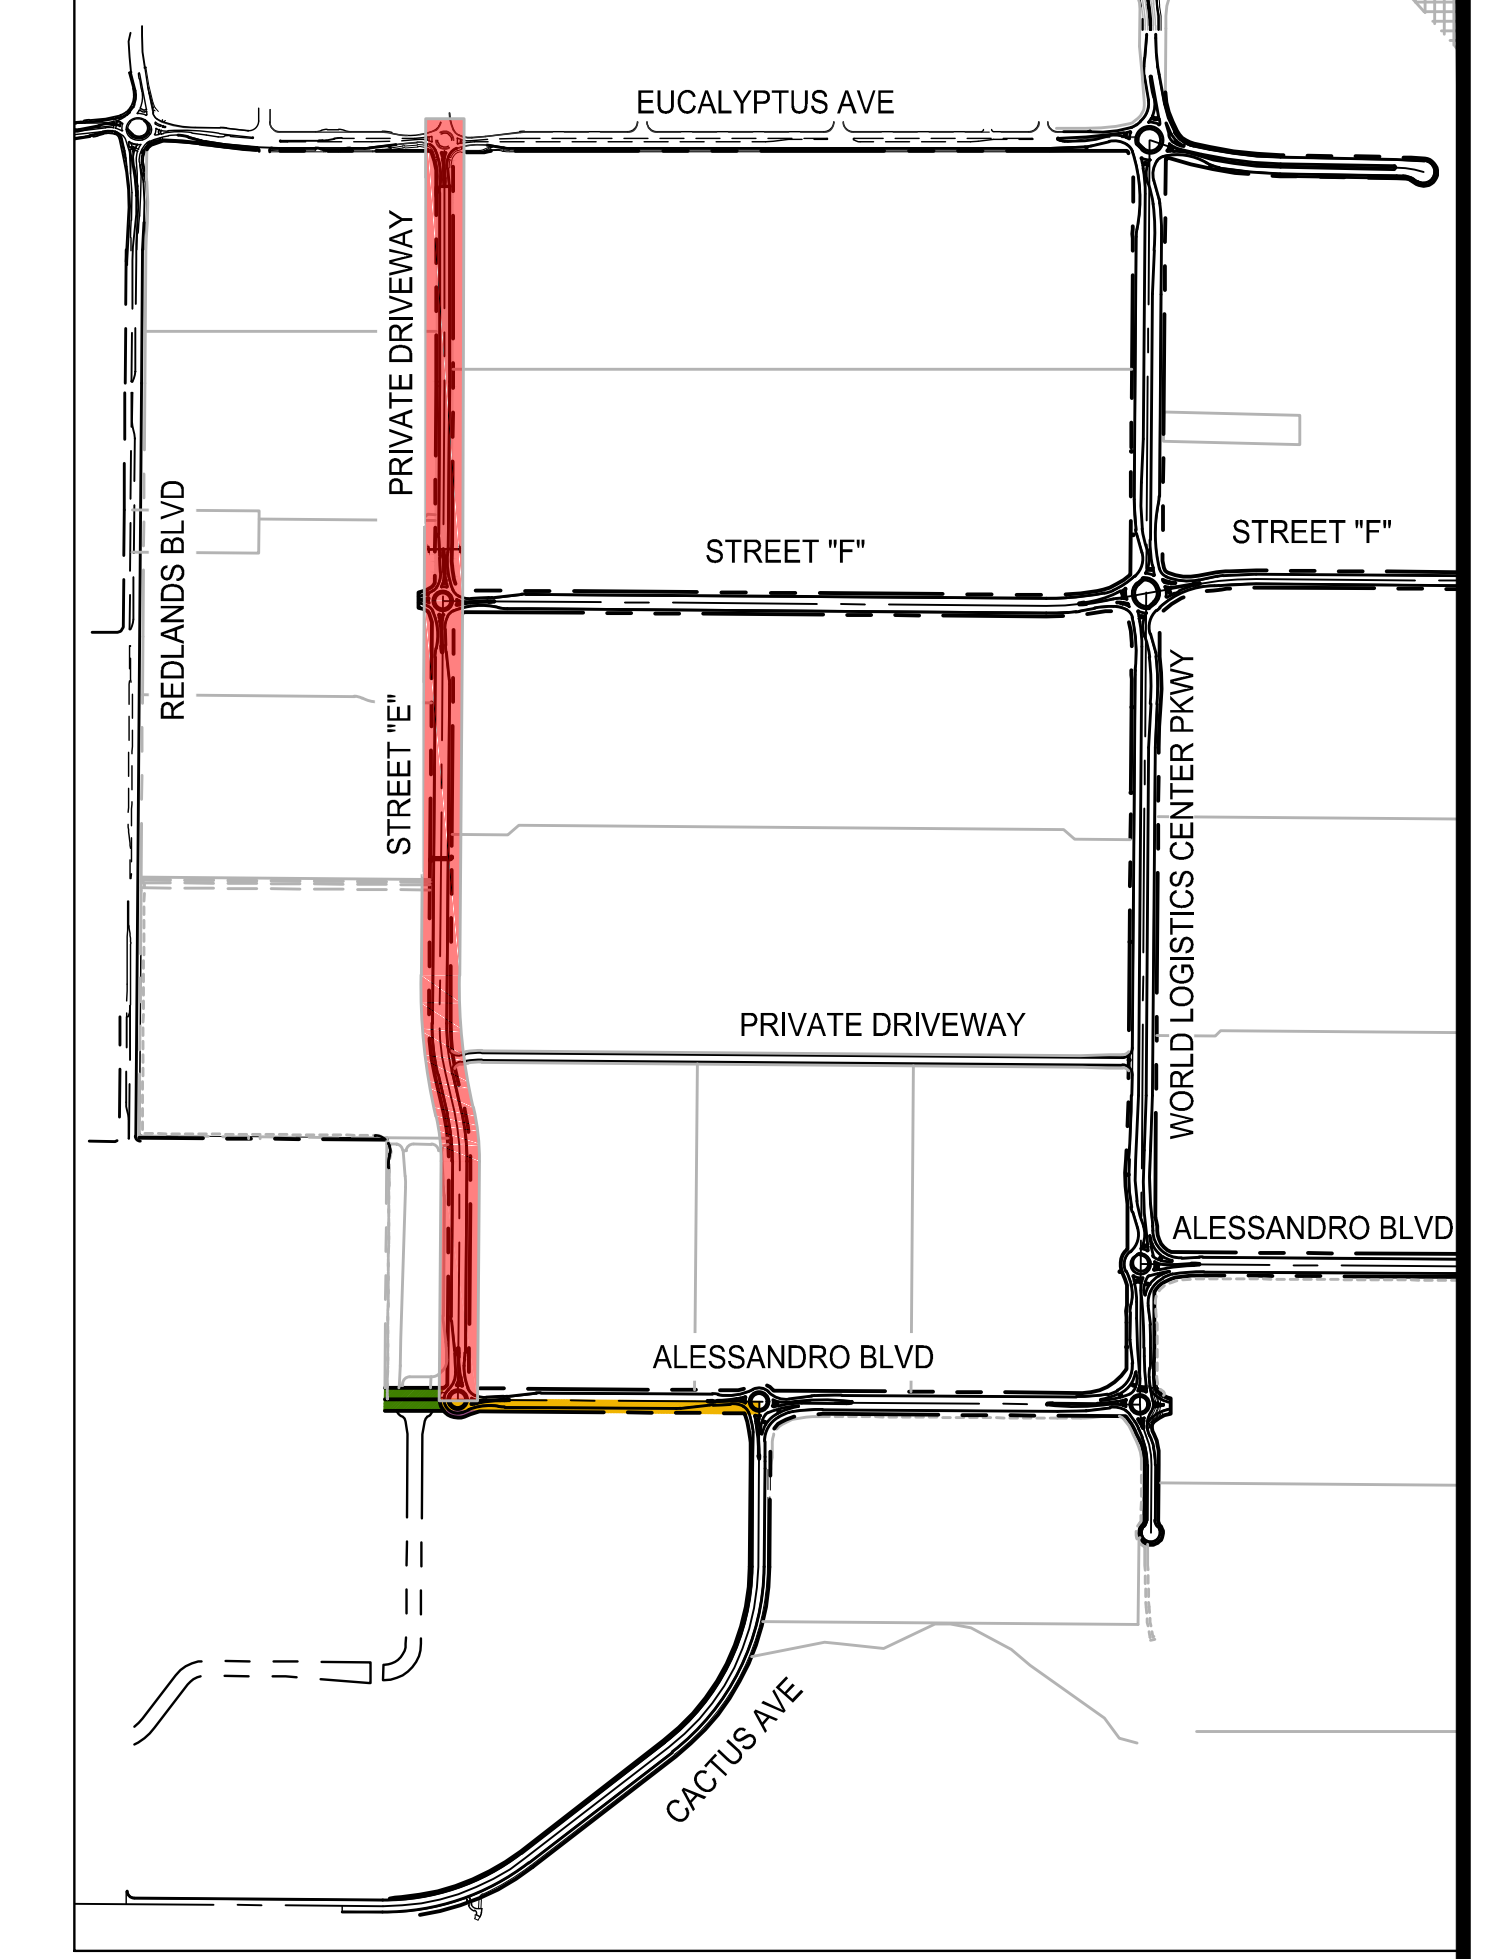 EUCALYPTUS AVE
PRIVATE DRIVEWAY
REDLANDS BLVD
STREET "F"
STREET "F"
STREET "E"
WORLD LOGISTICS CENTER PKWY
PRIVATE DRIVEWAY
ALESSANDRO BLVD
ALESSANDRO BLVD
CACTUS AVE